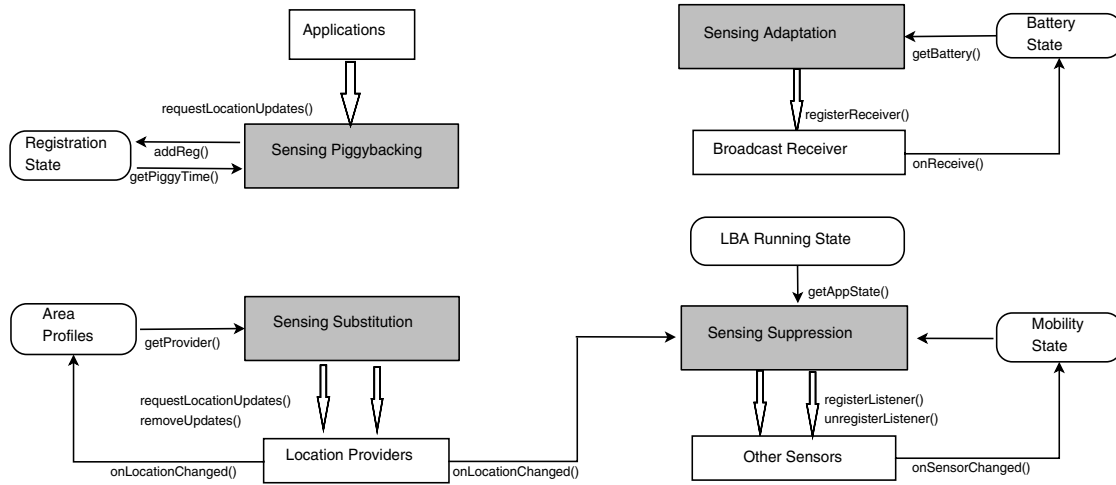 Applications
requestLocationUpdates()
Registration
State
addReg()
getPiggyTime()
Sensing Piggybacking
Sensing Adaptation
getBattery()
Battery
State
registerReceiver()
Broadcast Receiver
onReceive()
Area
Profiles
getProvider()
Sensing Substitution
requestLocationUpdates()
removeUpdates()
Location Providers
onLocationChanged()
onLocationChanged()
LBA Running State
getAppState()
Sensing Suppression
Mobility
State
registerListener()
unregisterListener()
Other Sensors
onSensorChanged()